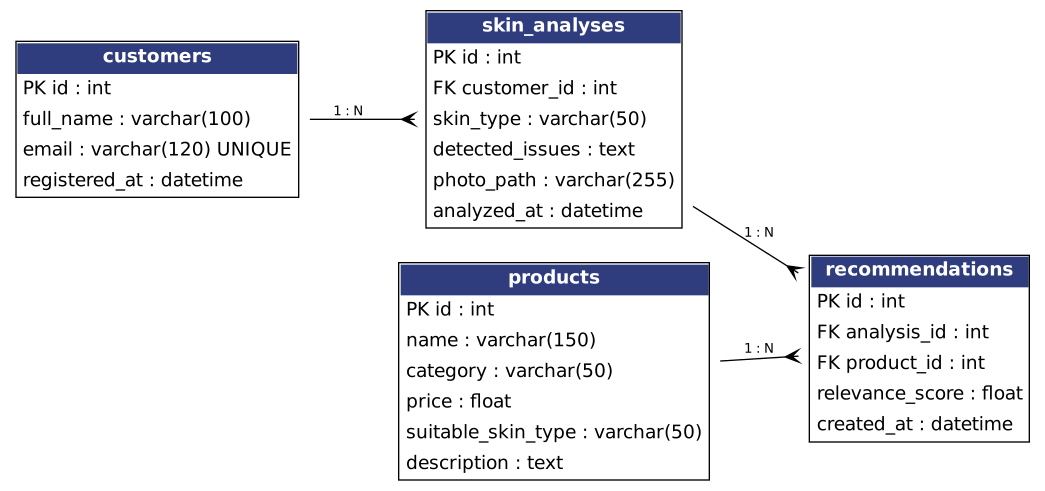 customers
PK id : int
full_name : varchar(100)
email : varchar(120) UNIQUE
registered_at : datetime
1 : N
skin_analyses
PK id : int
FK customer_id : int
skin_type : varchar(50)
detected_issues : text
photo_path : varchar(255)
analyzed_at : datetime
1 : N
products
PK id : int
name : varchar(150)
category : varchar(50)
price : float
suitable_skin_type : varchar(50)
description : text
1 : N
recommendations
PK id : int
FK analysis_id : int
FK product_id : int
relevance_score : float
created_at : datetime